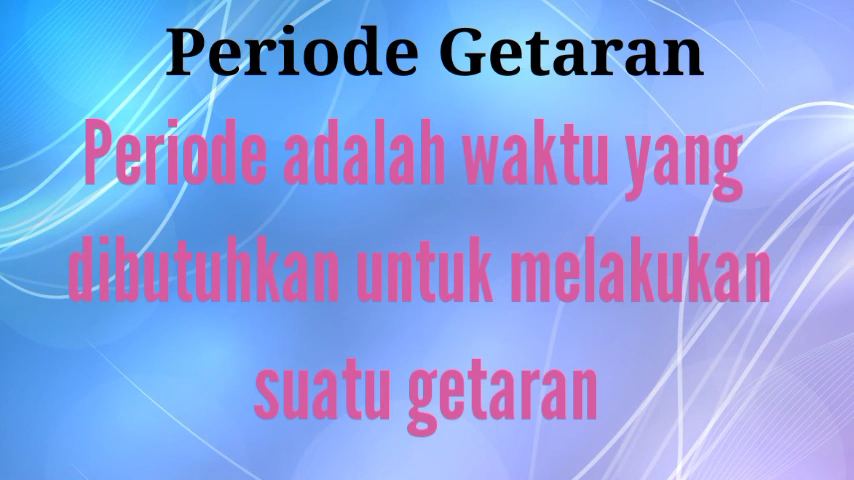 Periode Getaran
Periode adalah waktu yang
dibutuhkan untuk melakukan
suatu getaran